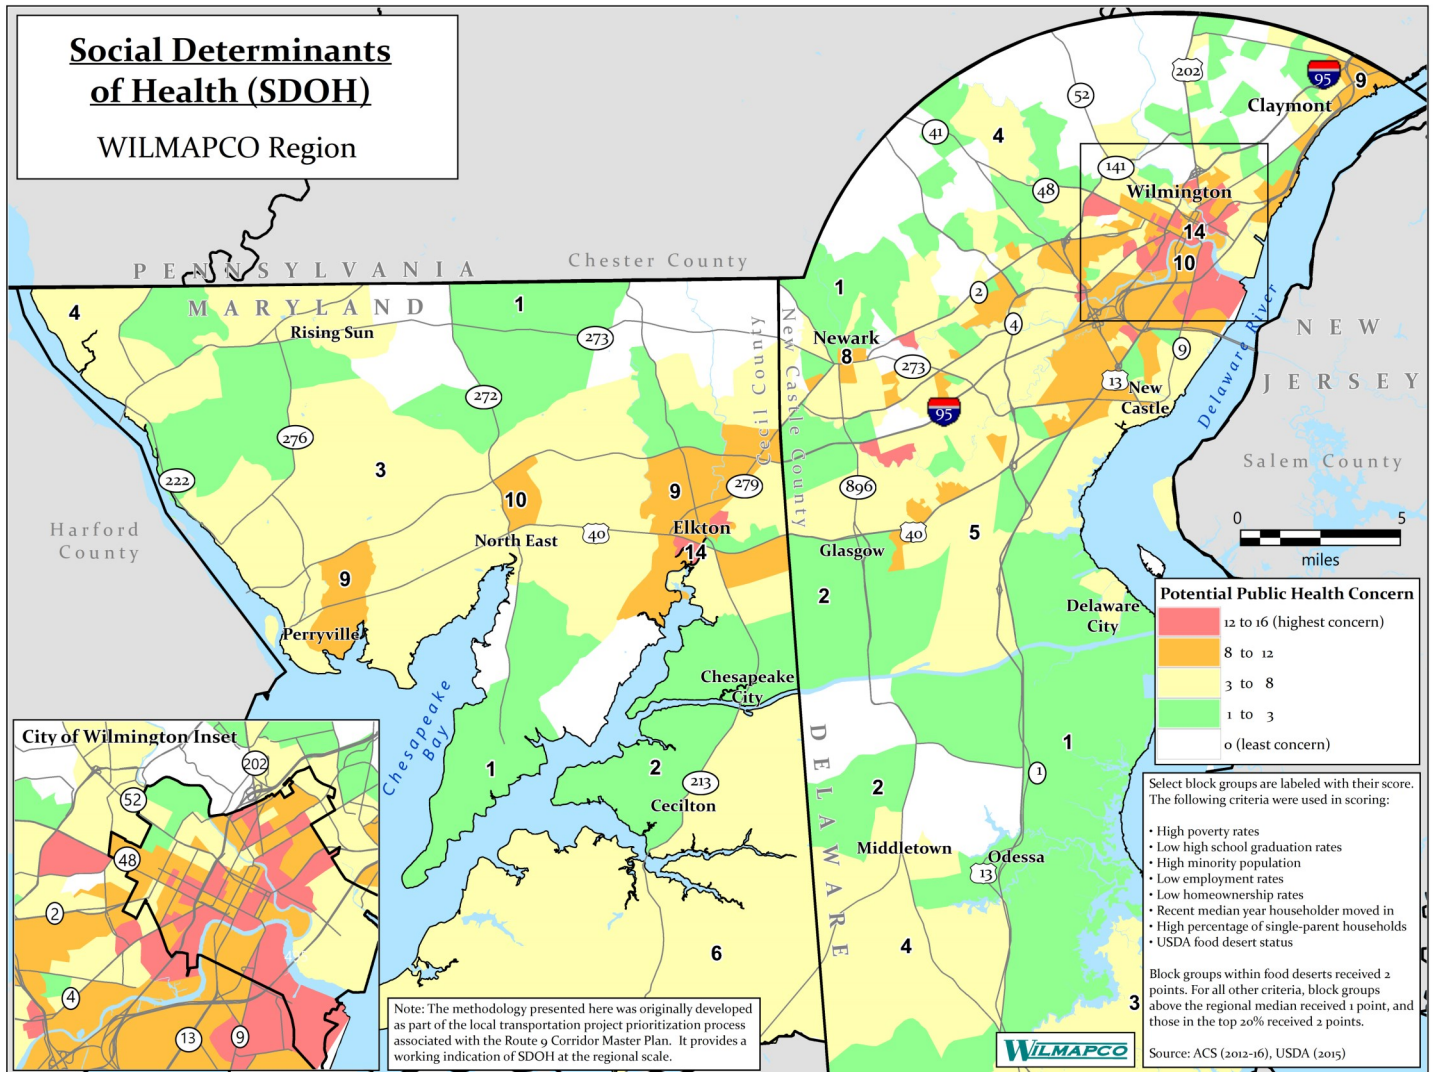 Social Determinants
of Health (SDOH)
WILMAPCO Region
202
95
9
52
Claymont
41
4
141
48
Wilmington
14
10
PENNSYLVANIA
Chester County
MARYLAND
4
1
1
2
Rising Sun
273
Newark
8
4
273
9
NEW
JERSEY
Cecil County
New Castle County
Delaware River
272
13
New
Castle
95
276
3
222
Salem County
10
9
279
896
Harford
County
North East
40
Elkton
14
Glasgow
40
5
0
5
miles
9
Perryville
2
Delaware
City
Chesapeake
City
Chesapeake
Bay
1
2
213
Cecilton
DELAWARE
1
1
2
Middletown
Odessa
13
6
4
3
Potential Public Health Concern
12 to 16 (highest concern)
8 to 12
3 to 8
1 to 3
0 (least concern)
City of Wilmington Inset
202
52
48
2
4
13
9
Note: The methodology presented here was originally developed
as part of the local transportation project prioritization process
associated with the Route 9 Corridor Master Plan. It provides a
working indication of SDOH at the regional scale.
WILMAPCO
Select block groups are labeled with their score.
The following criteria were used in scoring:
• High poverty rates
• Low high school graduation rates
• High minority population
• Low employment rates
• Low homeownership rates
• Recent median year householder moved in
• High percentage of single-parent households
• USDA food desert status
Block groups within food deserts received 2
points. For all other criteria, block groups
above the regional median received 1 point, and
those in the top 20% received 2 points.
Source: ACS (2012-16), USDA (2015)